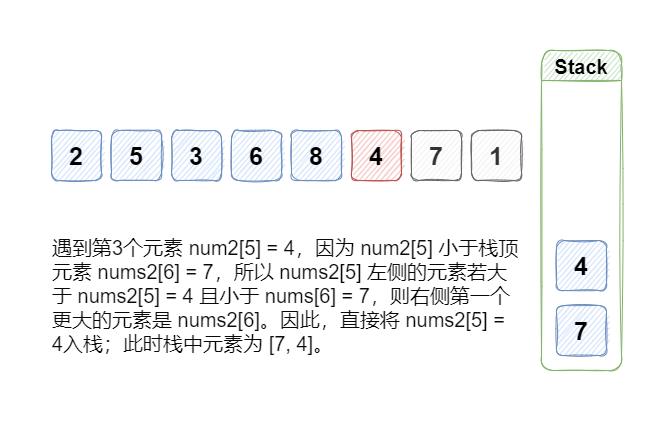 Stack
2 5 3 6 8 4 7 1
遇到第3个元素 num2[5] = 4，因为 num2[5] 小于栈顶
元素 nums2[6] = 7，所以 nums2[5] 左侧的元素若大
于 nums2[5] = 4 且小于 nums[6] = 7，则右侧第一个
更大的元素是 nums2[6]。因此，直接将 nums2[5] =
4入栈；此时栈中元素为 [7, 4]。
4
7